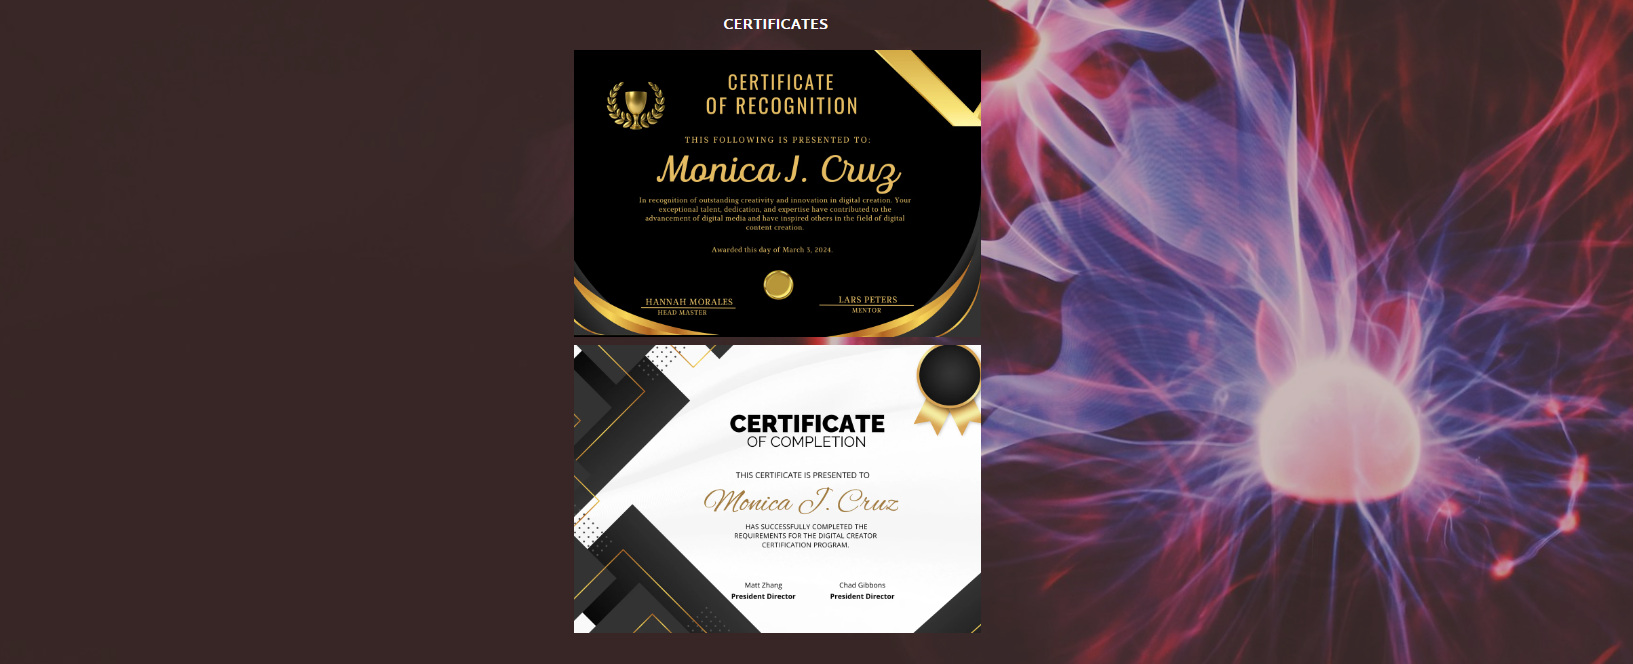 CERTIFICATES
CERTIFICATE
OF RECOGNITION
THIS FOLLOWING IS PRESENTED TO:
Monica J. Cruz
In recognition of outstanding creativity and innovation in digital creation. Your
exceptional talent, dedication, and expertise have contributed to the
advancement of digital media and have inspired others in the field of digital
content creation.
Awarded this day of March 3, 2024.
HANNAH MORALES
HEAD MASTER
LARS PETERS
MENTOR
CERTIFICATE
OF COMPLETION
THIS CERTIFICATE IS PRESENTED TO
Monica J. Cruz
HAS SUCCESSFULLY COMPLETED THE
REQUIREMENTS FOR THE DIGITAL CREATOR
CERTIFICATION PROGRAM.
Matt Zhang
President Director
Chad Gibbons
President Director